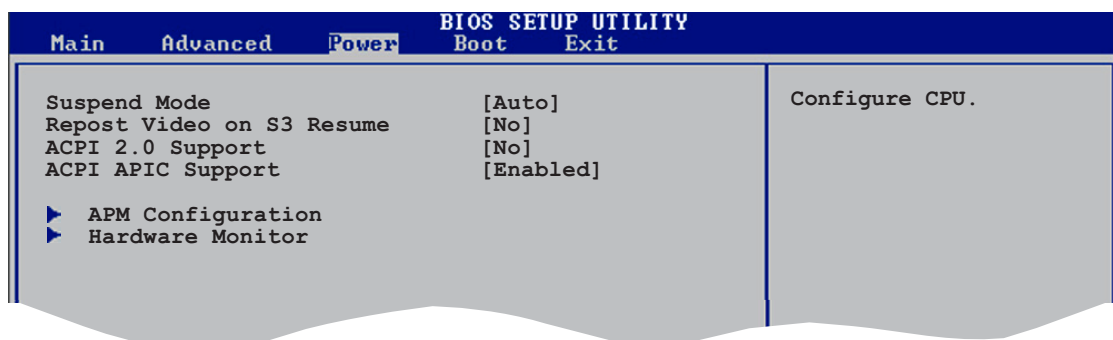 BIOS SETUP UTILITY
Main Advanced Power Boot Exit
Suspend Mode [Auto]
Repost Video on S3 Resume [No]
ACPI 2.0 Support [No]
ACPI APIC Support [Enabled]
APM Configuration
Hardware Monitor
Configure CPU.